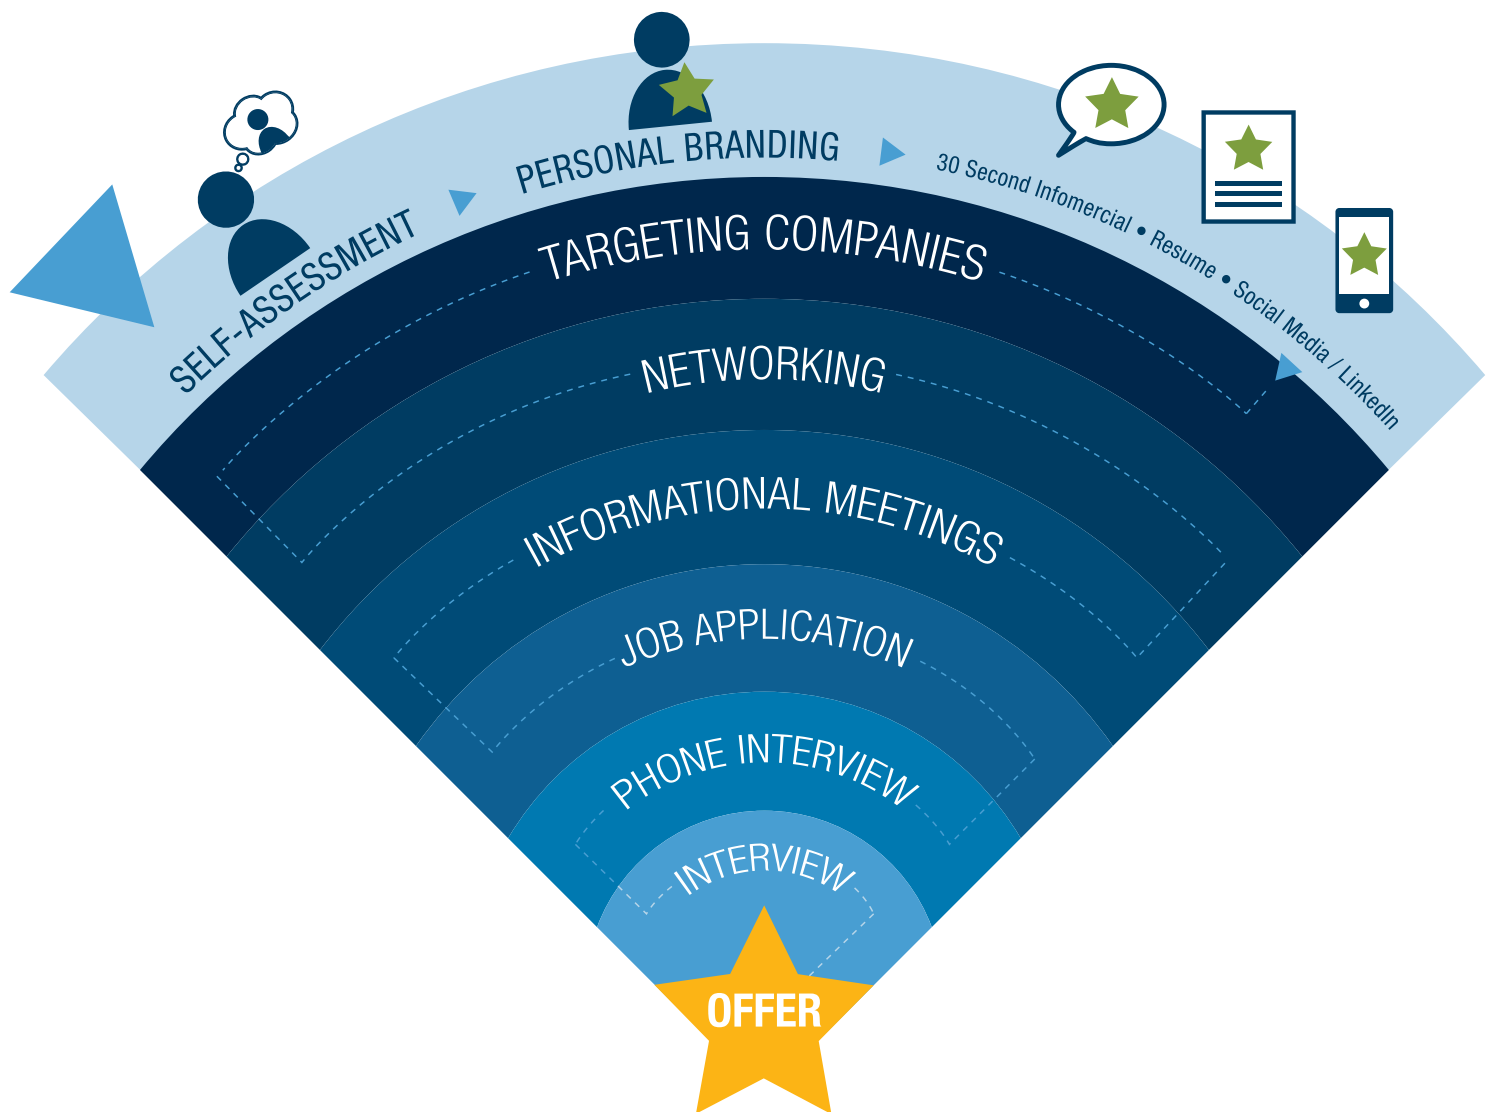 SELF-ASSESSMENT
PERSONAL BRANDING
30 Second Infomercial • Resume • Social Media / LinkedIn
TARGETING COMPANIES
NETWORKING
INFORMATIONAL MEETINGS
JOB APPLICATION
PHONE INTERVIEW
INTERVIEW
OFFER